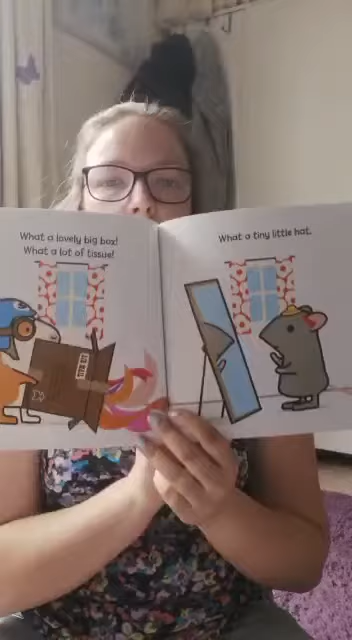 What a lovely big box!
What a lot of tissue!
What a tiny little hat.